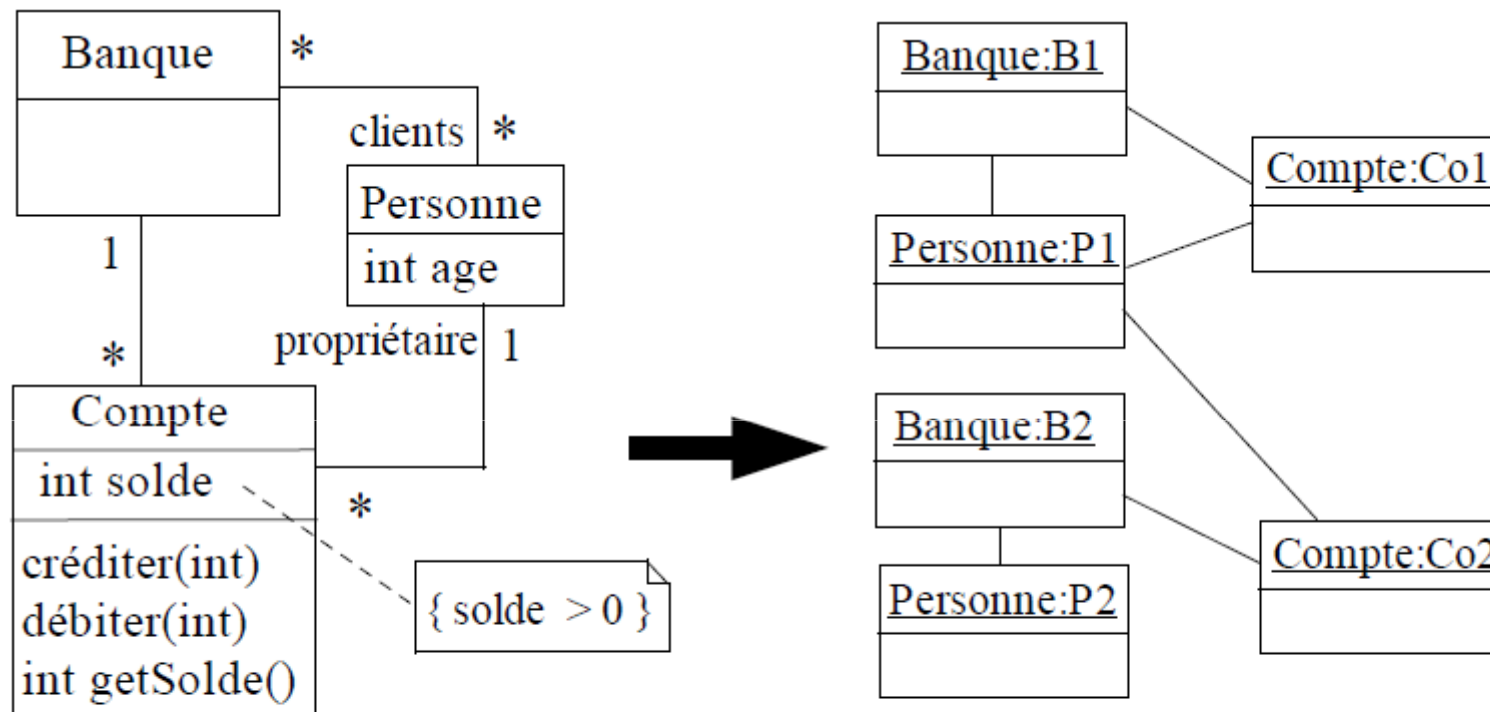 Banque
*
clients *
Personne
int age
1
propriétaire 1
*
Compte
int solde
*
créditer(int)
débiter(int)
int getSolde()
{ solde > 0 }
Banque:B1
Compte:Co1
Personne:P1
Banque:B2
Compte:Co2
Personne:P2